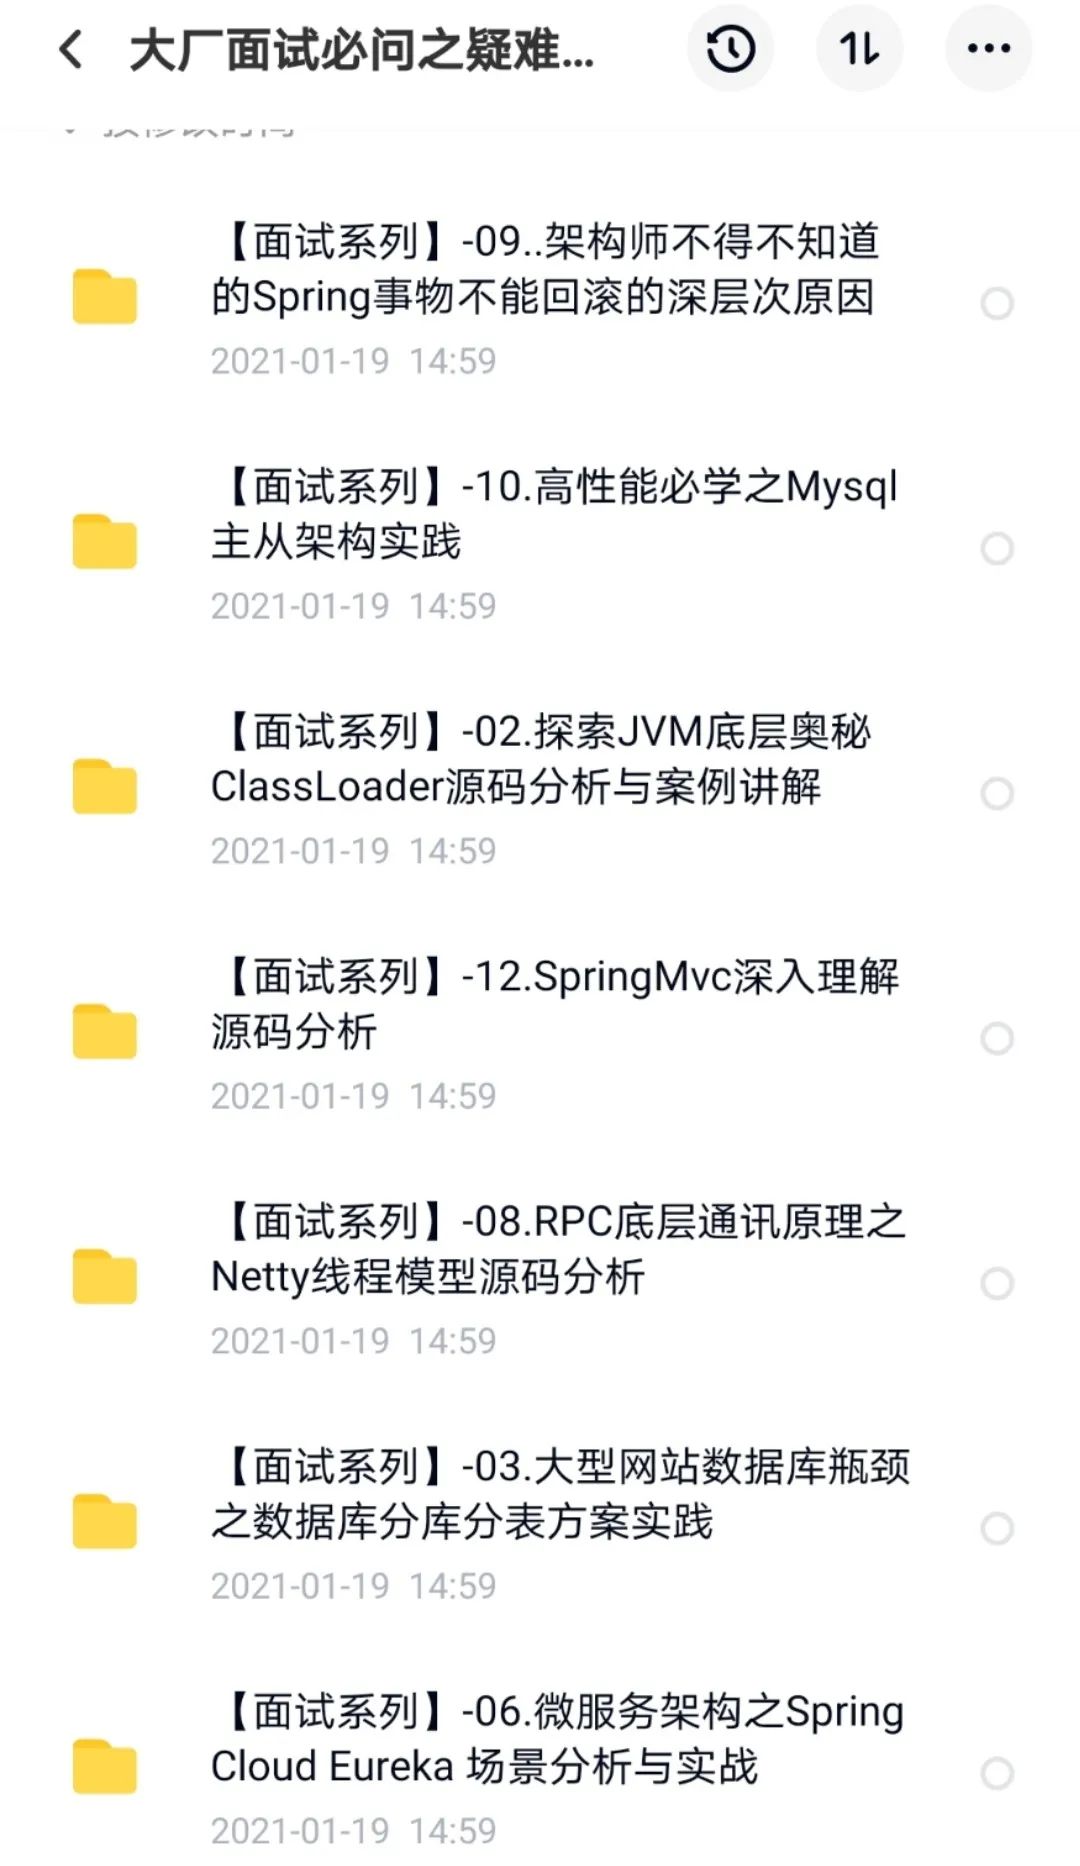 大厂面试必问之疑难...
按修改时间
【面试系列】-09..架构师不得不知道
的Spring事物不能回滚的深层次原因
2021-01-19 14:59
【面试系列】-10.高性能必学之Mysql
主从架构实践
2021-01-19 14:59
【面试系列】-02.探索JVM底层奥秘
ClassLoader源码分析与案例讲解
2021-01-19 14:59
【面试系列】-12.SpringMvc深入理解
源码分析
2021-01-19 14:59
【面试系列】-08.RPC底层通讯原理之
Netty线程模型源码分析
2021-01-19 14:59
【面试系列】-03.大型网站数据库瓶颈
之数据库分库分表方案实践
2021-01-19 14:59
【面试系列】-06.微服务架构之Spring
Cloud Eureka 场景分析与实战
2021-01-19 14:59